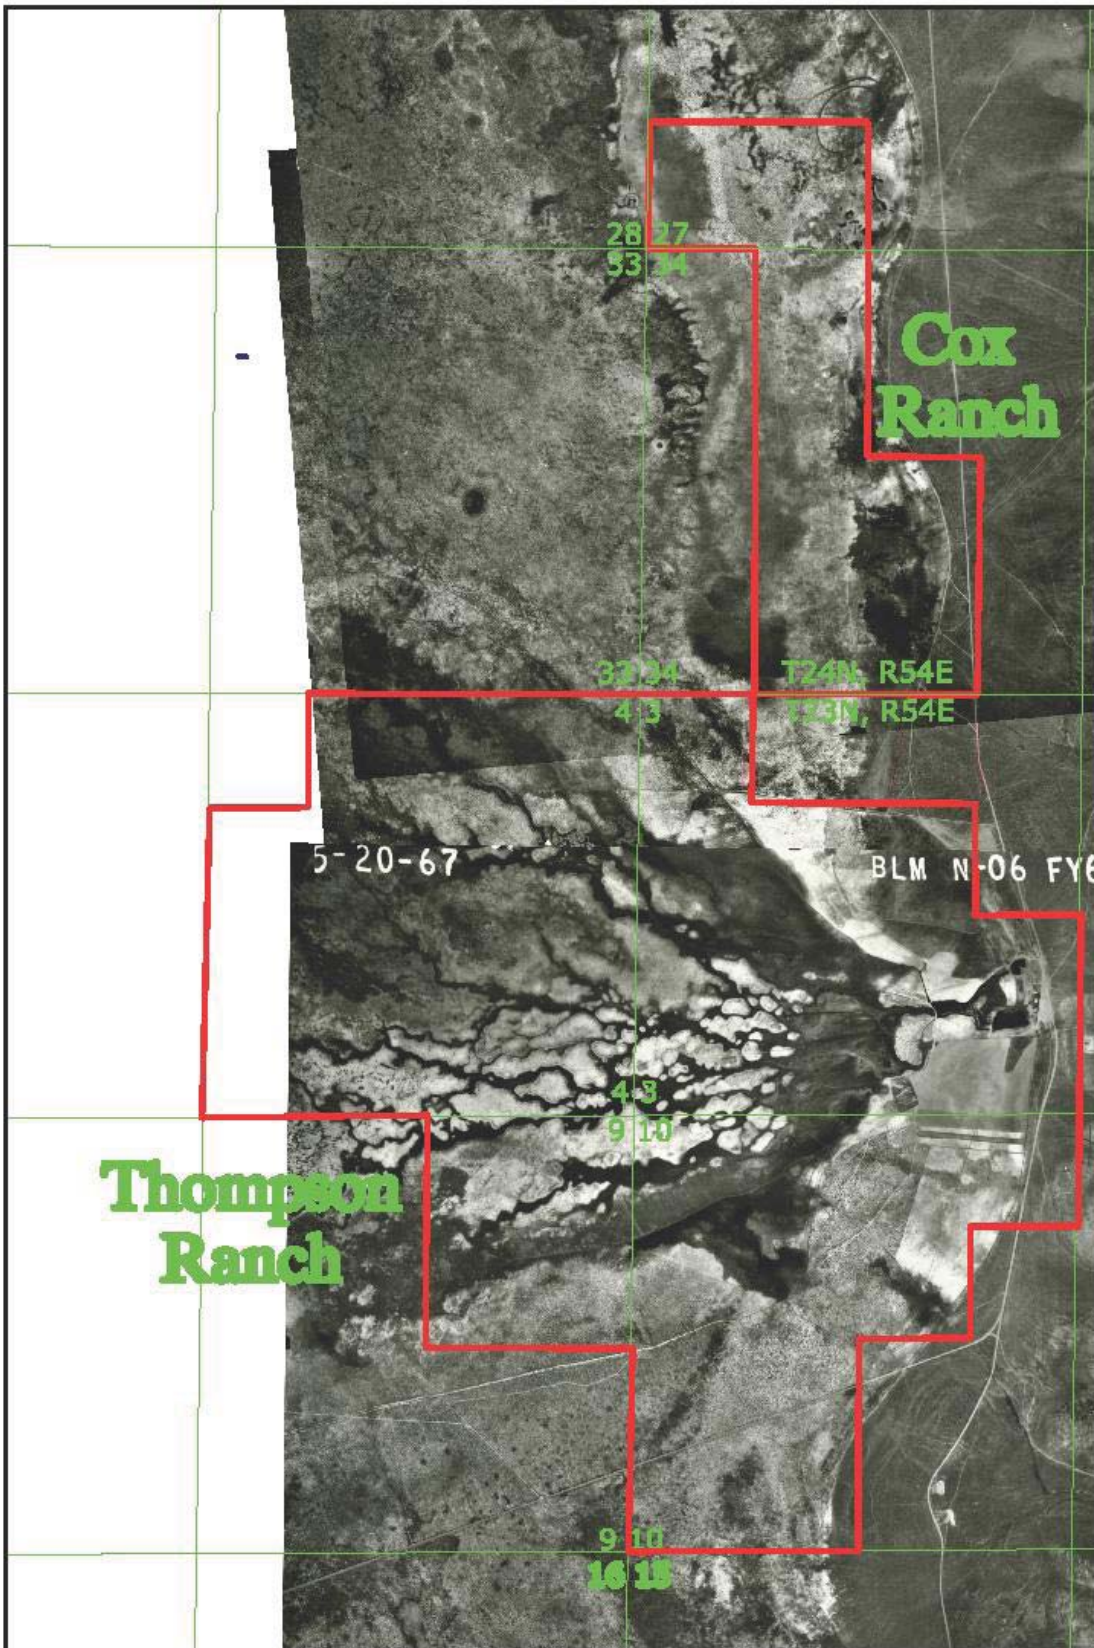 28 27
33 34
Cox
Ranch
33 34
T24N, R54E
4 3
T23N, R54E
5-20-67
BLM N-06 FY6
4 3
9 10
Thompson
Ranch
9 10
16 15